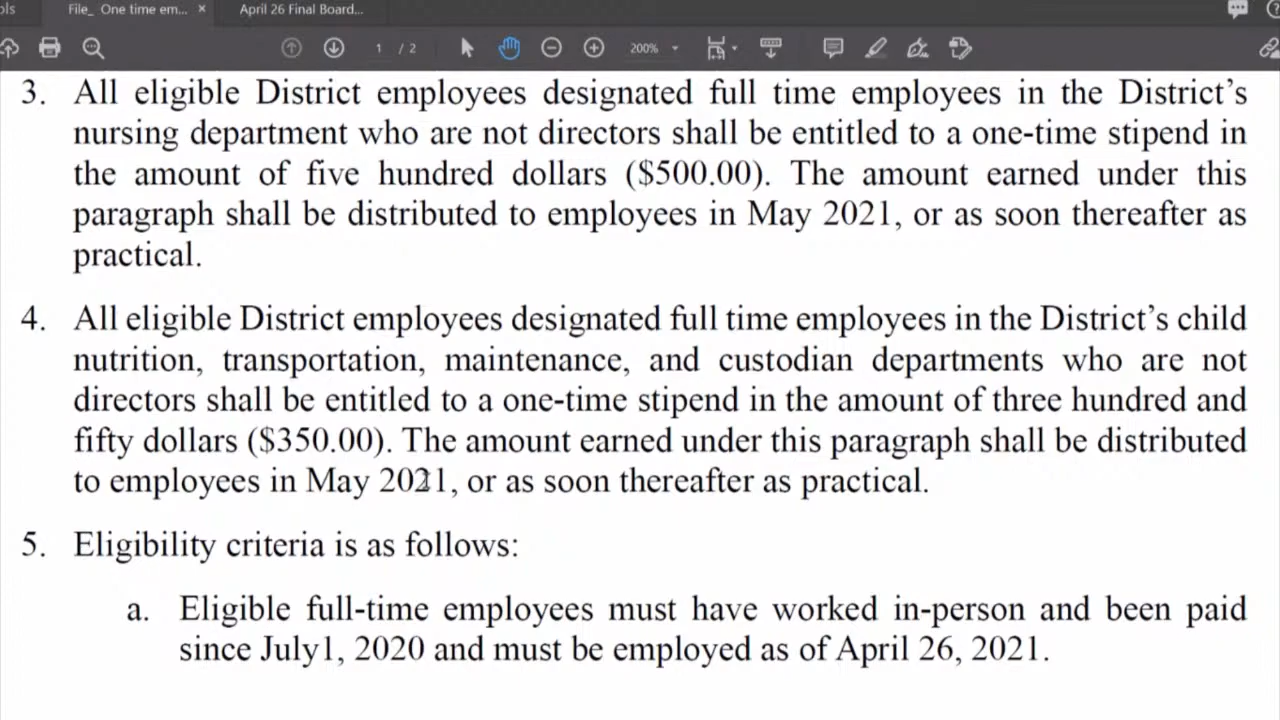 ols File_ One time em... × April 26 Final Board...
1 / 2 200%
3. All eligible District employees designated full time employees in the District’s
nursing department who are not directors shall be entitled to a one-time stipend in
the amount of five hundred dollars ($500.00). The amount earned under this
paragraph shall be distributed to employees in May 2021, or as soon thereafter as
practical.
4. All eligible District employees designated full time employees in the District’s child
nutrition, transportation, maintenance, and custodian departments who are not
directors shall be entitled to a one-time stipend in the amount of three hundred and
fifty dollars ($350.00). The amount earned under this paragraph shall be distributed
to employees in May 2021, or as soon thereafter as practical.
5. Eligibility criteria is as follows:
a. Eligible full-time employees must have worked in-person and been paid
since July1, 2020 and must be employed as of April 26, 2021.